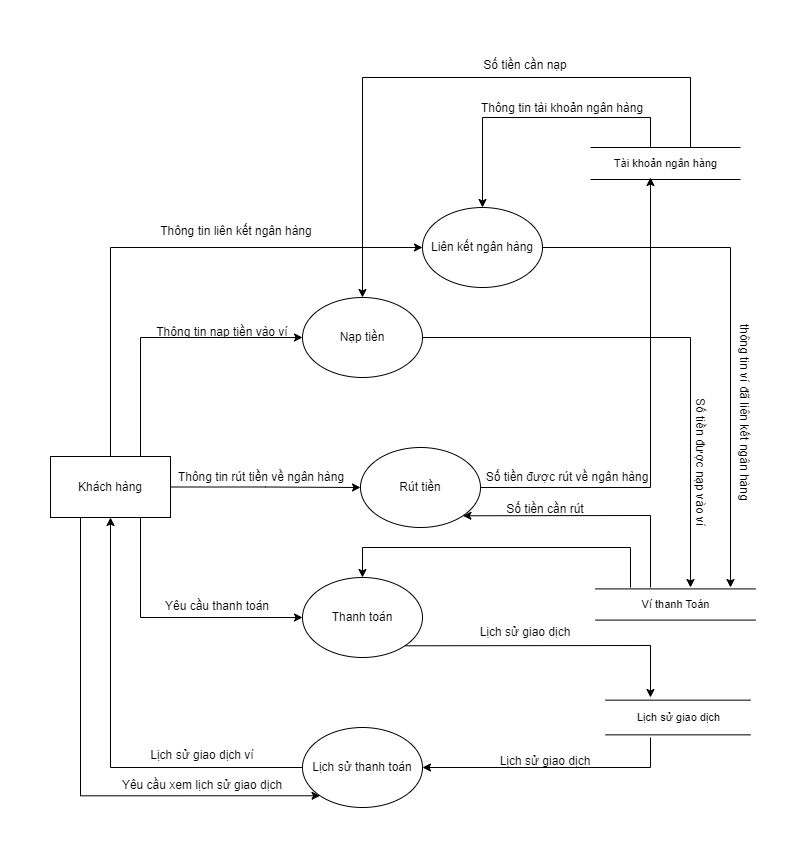 Số tiền cần nạp
Thông tin tài khoản ngân hàng
Tài khoản ngân hàng
Thông tin liên kết ngân hàng
Liên kết ngân hàng
Thông tin nạp tiền vào ví
Nạp tiền
thông tin ví đã liên kết ngân hàng
Số tiền được nạp vào ví
Khách hàng
Thông tin rút tiền về ngân hàng
Rút tiền
Số tiền được rút về ngân hàng
Số tiền cần rút
Yêu cầu thanh toán
Thanh toán
Ví thanh Toán
Lịch sử giao dịch
Lịch sử giao dịch
Lịch sử giao dịch ví
Lịch sử thanh toán
Lịch sử giao dịch
Yêu cầu xem lịch sử giao dịch